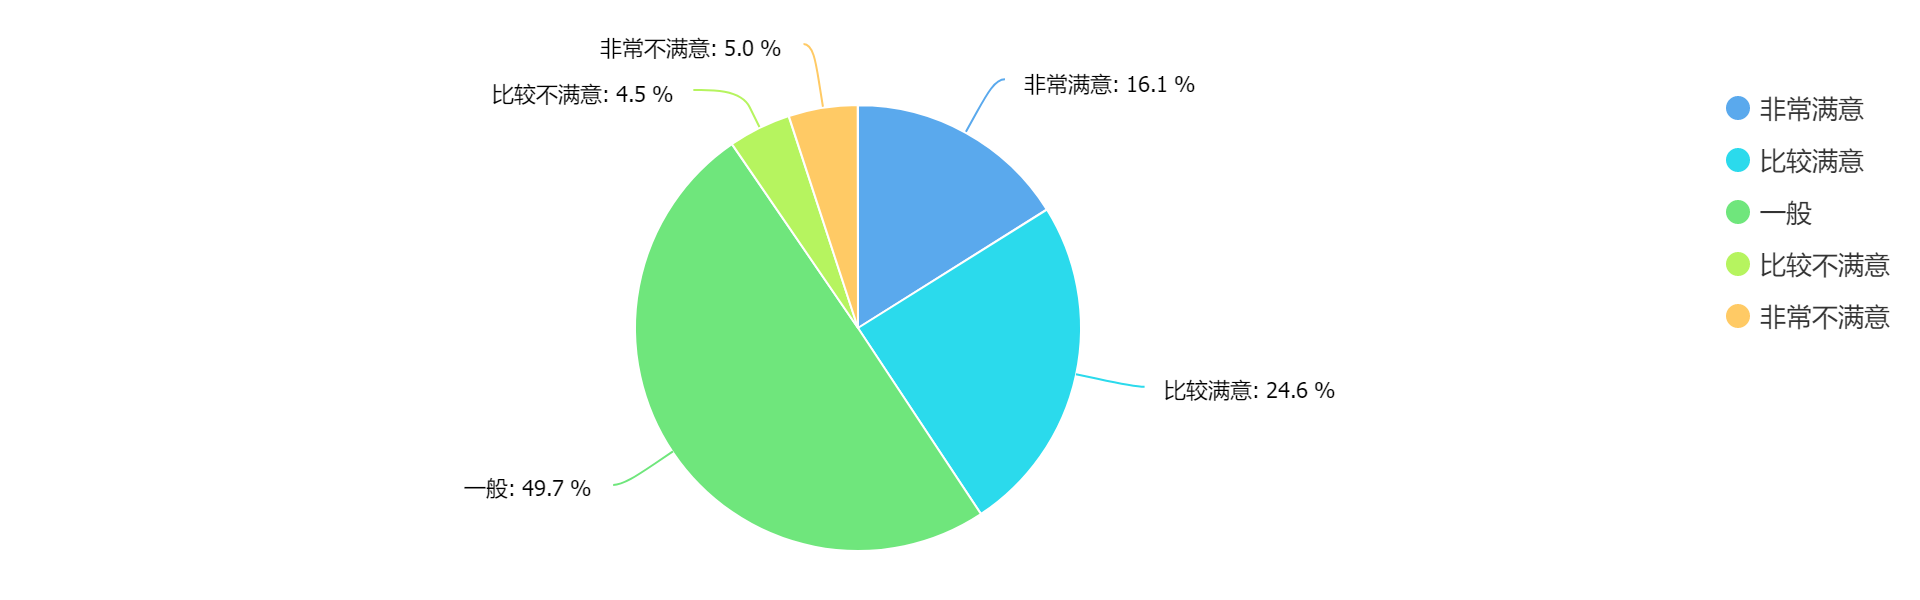 非常不满意: 5.0 %
非常满意: 16.1 %
比较不满意: 4.5 %
比较满意: 24.6 %
一般: 49.7 %
非常满意
比较满意
一般
比较不满意
非常不满意